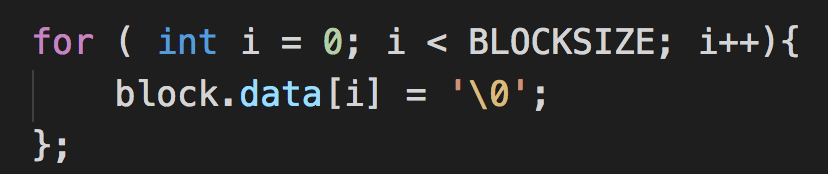 for ( int i = 0; i < BLOCKSIZE; i++){
    block.data[i] = '\0';
};